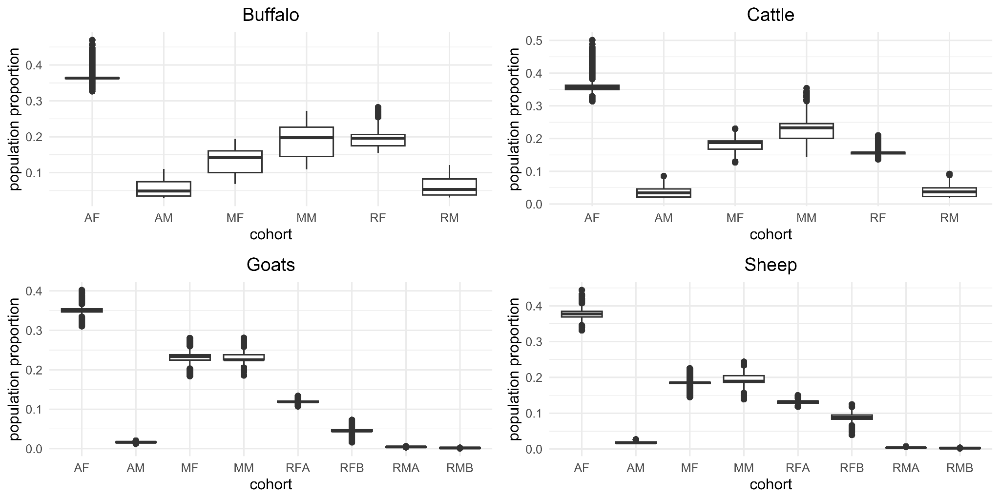 Buffalo
population proportion
0.4
0.3
0.2
0.1
AF AM MF MM RF RM
cohort
Cattle
population proportion
0.5
0.4
0.3
0.2
0.1
0.0
AF AM MF MM RF RM
cohort
Goats
population proportion
0.4
0.3
0.2
0.1
0.0
AF AM MF MM RFA RFB RMA RMB
cohort
Sheep
population proportion
0.4
0.3
0.2
0.1
0.0
AF AM MF MM RFA RFB RMA RMB
cohort